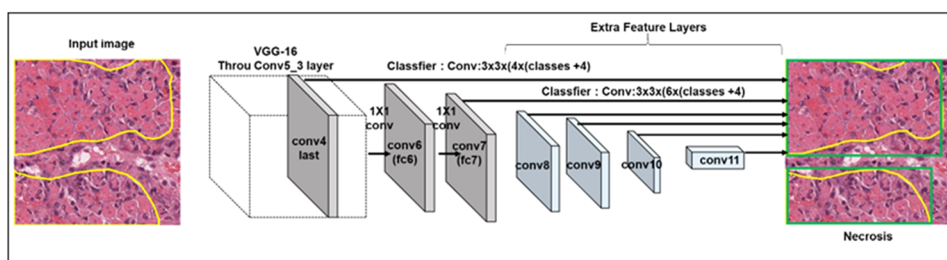 Extra Feature Layers
Input image
VGG-16
Throu Conv5_3 layer
Classfier : Conv:3x3x(4x(classes +4)
Classfier : Conv:3x3x(6x(classes +4)
1X1
conv
1X1
conv
conv4
last
conv6
(fc6)
conv7
(fc7)
conv8
conv9
conv10
conv11
Necrosis